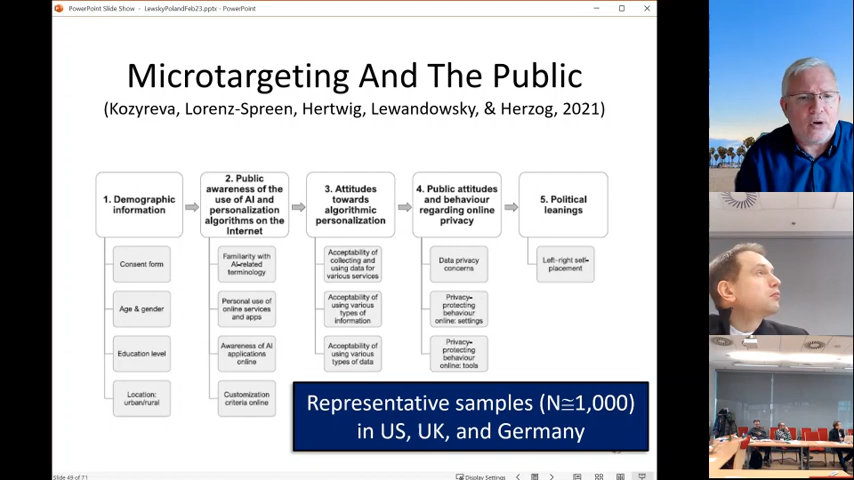 PowerPoint Slide Show - LewskyPolandFeb23.pptx - PowerPoint
Microtargeting And The Public
(Kozyreva, Lorenz-Spreen, Hertwig, Lewandowsky, & Herzog, 2021)
1. Demographic
information
2. Public
awareness of the
use of AI and
personalization
algorithms on the
Internet
3. Attitudes
towards
algorithmic
personalization
4. Public attitudes
and behaviour
regarding online
privacy
5. Political
leanings
Consent form
Age & gender
Education level
Location:
urban/rural
Familiarity with
AI-related
terminology
Personal use of
online services
and apps
Awareness of AI
applications
online
Customization
criteria online
Acceptability of
collecting and
using data for
various services
Acceptability of
using various
types of
information
Acceptability of
using various
types of data
Data privacy
concerns
Privacy-
protecting
behaviour
online: settings
Privacy-
protecting
behaviour
online: tools
Left-right self-
placement
Representative samples (N≅1,000)
in US, UK, and Germany
Slide 49 of 71
Display Settings